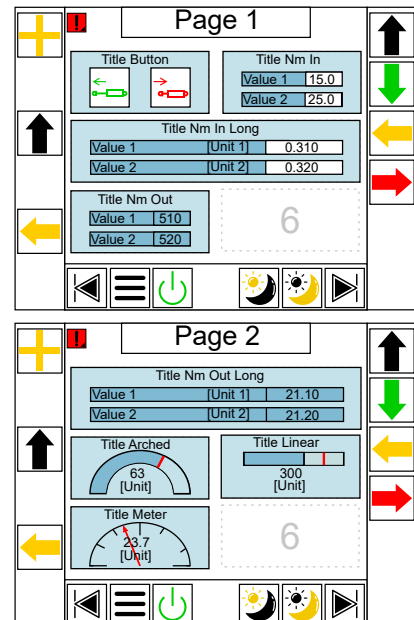 Page 1
Title Button
Title Nm In
Value 1 15.0
Value 2 25.0
Title Nm In Long
Value 1 [Unit 1] 0.310
Value 2 [Unit 2] 0.320
Title Nm Out
Value 1 510
Value 2 520
6
Page 2
Title Nm Out Long
Value 1 [Unit 1] 21.10
Value 2 [Unit 2] 21.20
Title Arched
63
[Unit]
Title Linear
300
[Unit]
Title Meter
23.7
[Unit]
6